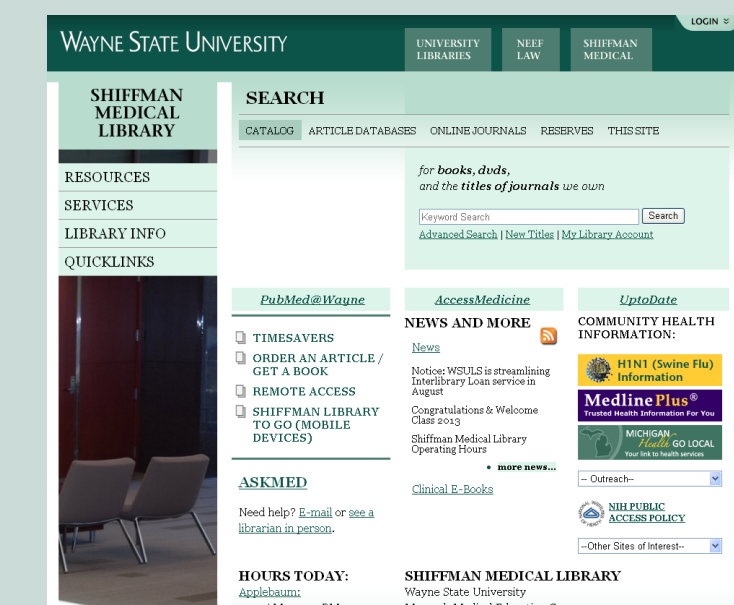 LOGIN
WAYNE STATE UNIVERSITY
UNIVERSITY
LIBRARIES
NEEF
LAW
SHIFFMAN
MEDICAL
SHIFFMAN
MEDICAL
LIBRARY
RESOURCES
SERVICES
LIBRARY INFO
QUICKLINKS
SEARCH
CATALOG ARTICLE DATABASES ONLINE JOURNALS RESERVES THIS SITE
for books, dvds,
and the titles of journals we own
Keyword Search Search
Advanced Search | New Titles | My Library Account
PubMed@Wayne
TIMESAVERS
ORDER AN ARTICLE /
GET A BOOK
REMOTE ACCESS
SHIFFMAN LIBRARY
TO GO (MOBILE
DEVICES)
ASKMED
Need help? E-mail or see a
librarian in person.
AccessMedicine
NEWS AND MORE
News
Notice: WSULS is streamlining
Interlibrary Loan service in
August
Congratulations & Welcome
Class 2013
Shiffman Medical Library
Operating Hours
• more news...
Clinical E-Books
UptoDate
COMMUNITY HEALTH
INFORMATION:
H1N1 (Swine Flu)
Information
MedlinePlus®
Trusted Health Information For You
MICHIGAN
Health GO LOCAL
Your link to health services
-- Outreach--
NIH PUBLIC
ACCESS POLICY
--Other Sites of Interest--
HOURS TODAY:
Applebaum:
SHIFFMAN MEDICAL LIBRARY
Wayne State University